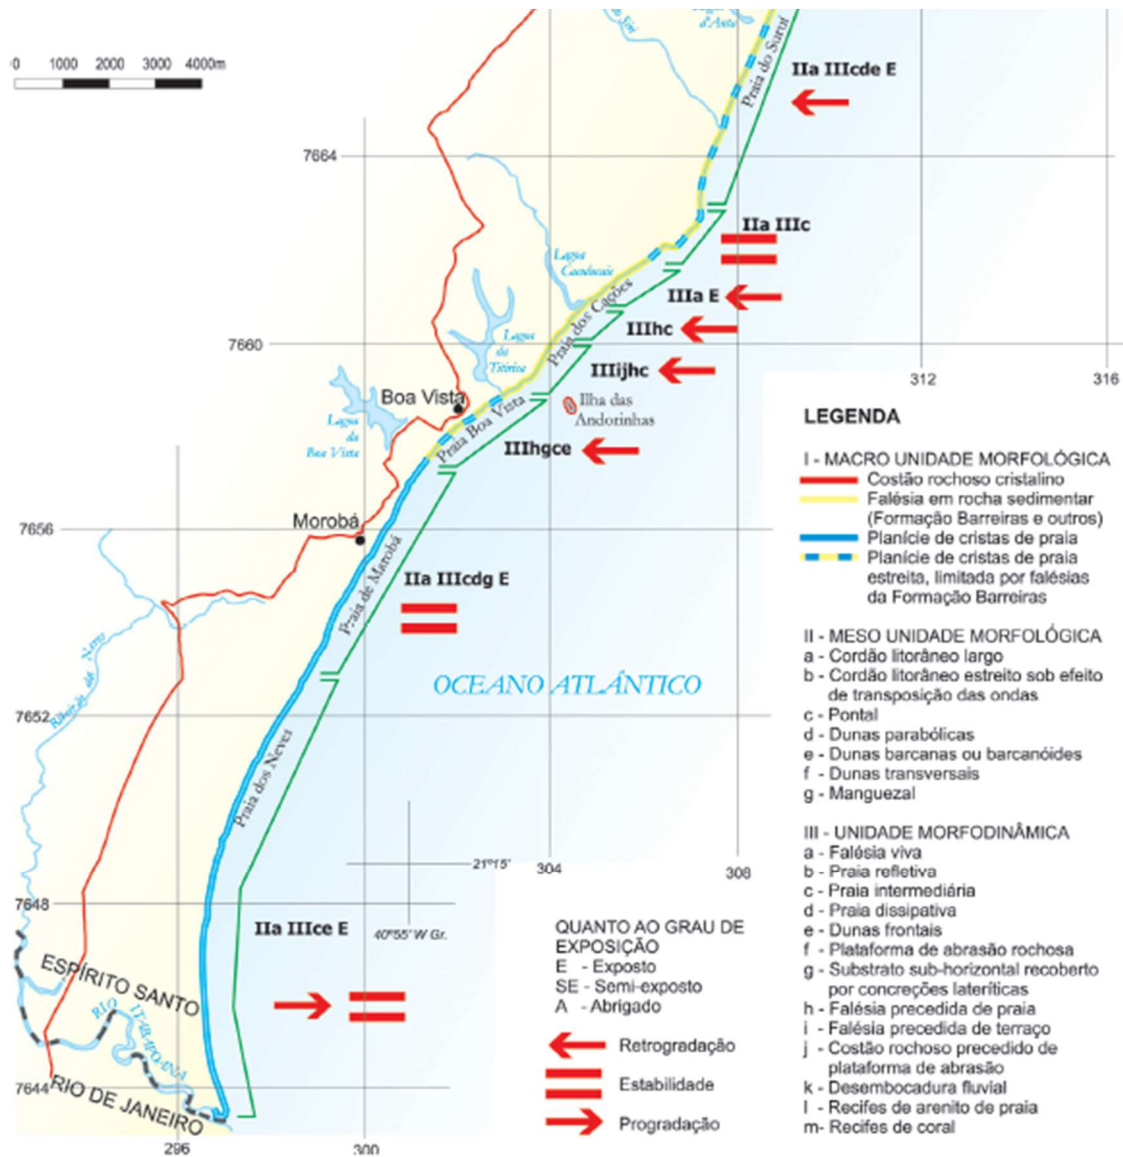 Siri
Lagoa
d'Anta
Praia do Suruí
0 1000 2000 3000 4000m
IIa IIIcde E
7664
IIa IIIc
Lagoa
Caculucaje
IIIa E
Praia dos Cações
IIIhc
7660
Lagoa
da
Tiririca
IIIijhc
312
316
Boa Vista
Ilha das
Andorinhas
Lagoa
da
Boa Vista
Praia Boa Vista
IIIhgce
LEGENDA
I - MACRO UNIDADE MORFOLÓGICA
Costão rochoso cristalino
Falésia em rocha sedimentar
(Formação Barreiras e outros)
Planície de cristas de praia
Planície de cristas de praia
estreita, limitada por falésias
da Formação Barreiras
7656
Morobá
Praia de Marobá
IIa IIIcdg E
II - MESO UNIDADE MORFOLÓGICA
a - Cordão litorâneo largo
b - Cordão litorâneo estreito sob efeito
de transposição das ondas
c - Pontal
d - Dunas parabólicas
e - Dunas barcanas ou barcanóides
f - Dunas transversais
g - Manguezal
OCEANO ATLÂNTICO
7652
Praia dos Neves
III - UNIDADE MORFODINÂMICA
a - Falésia viva
b - Praia refletiva
c - Praia intermediária
d - Praia dissipativa
e - Dunas frontais
f - Plataforma de abrasão rochosa
g - Substrato sub-horizontal recoberto
por concreções lateríticas
h - Falésia precedida de praia
i - Falésia precedida de terraço
j - Costão rochoso precedido de
plataforma de abrasão
k - Desembocadura fluvial
l - Recifes de arenito de praia
m- Recifes de coral
21º15'
304
308
7648
IIa IIIce E
40º55' W Gr.
QUANTO AO GRAU DE
EXPOSIÇÃO
E - Exposto
SE - Semi-exposto
A - Abrigado
Retrogradação
Estabilidade
Progradação
ESPÍRITO SANTO
RIO ITABAPOANA
7644
RIO DE JANEIRO
296
300